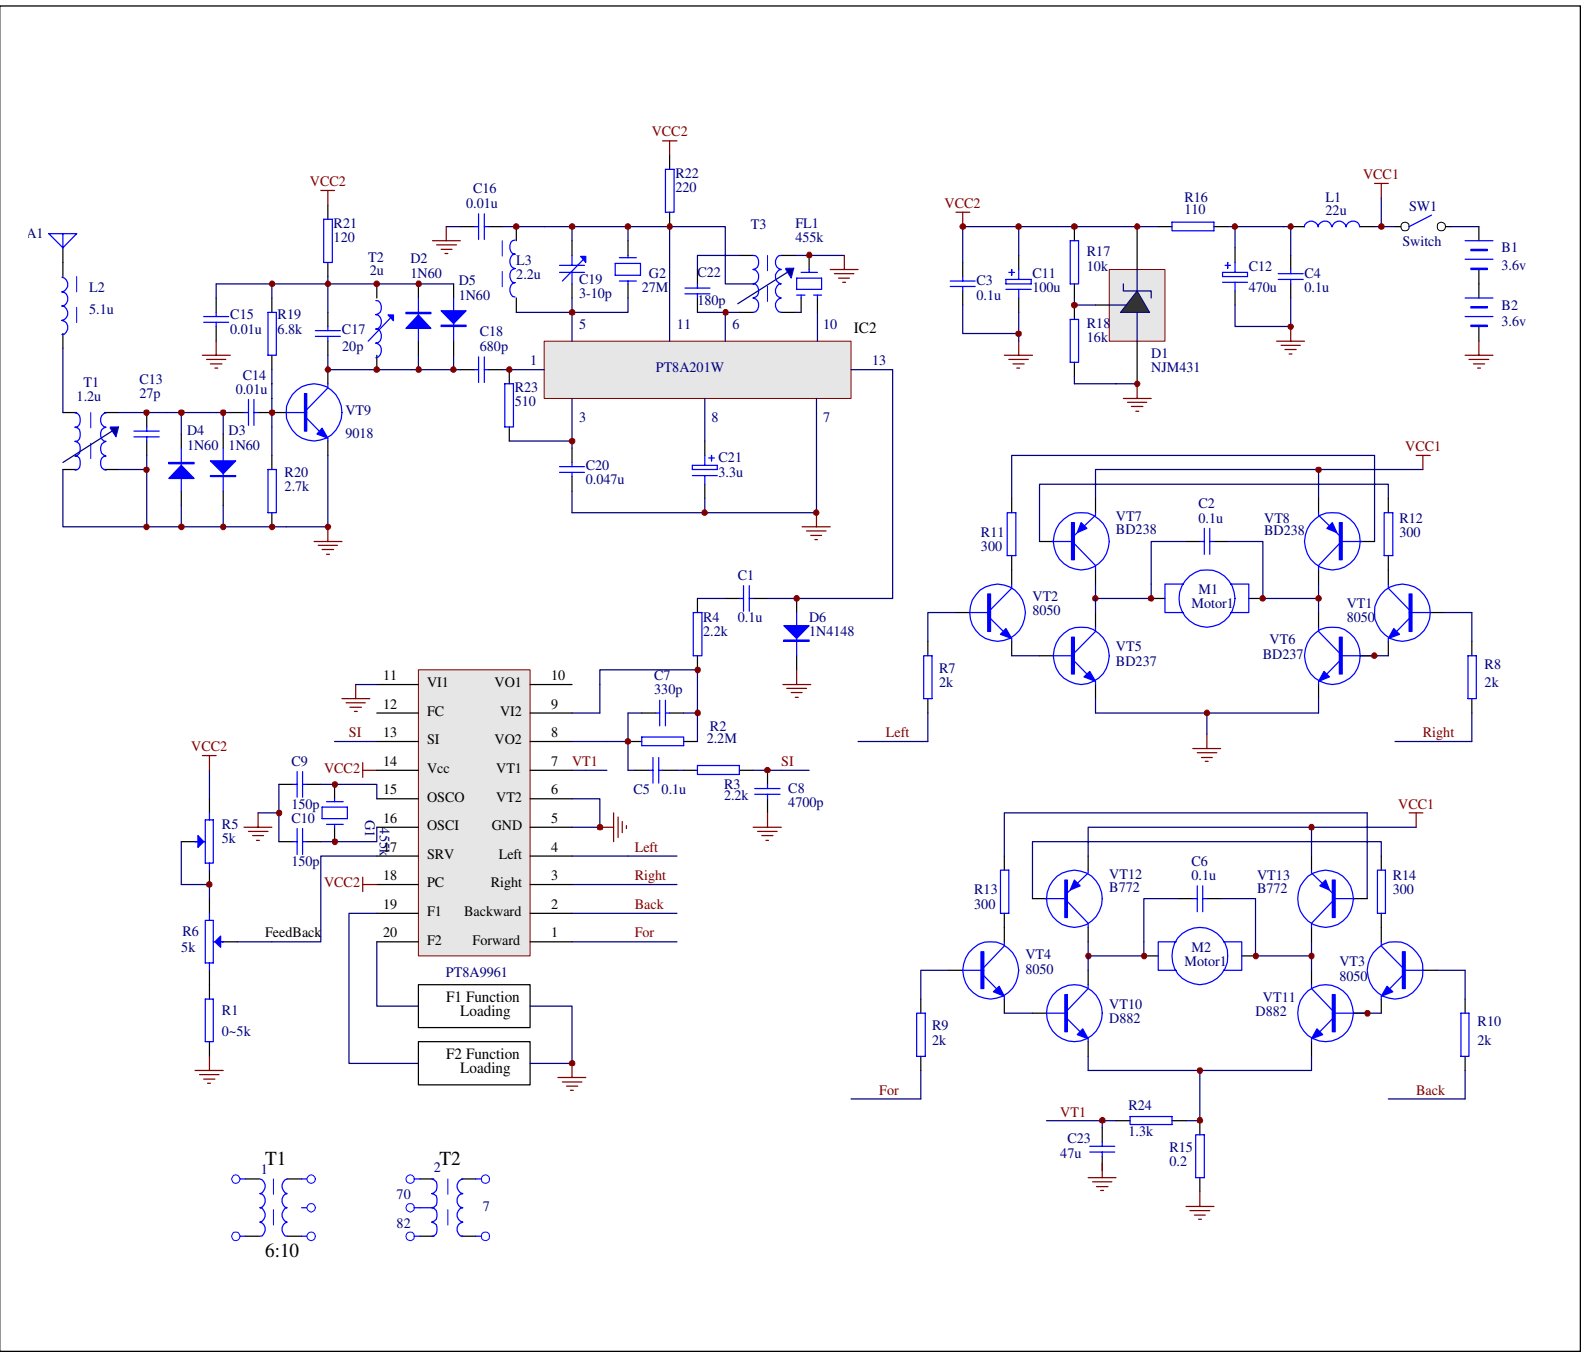 VCC2
R22
220
VCC2
R21
120
C16
0.01u
T3
FL1
455k
A1
T2
2u
D2
1N60
D5
1N60
L3
2.2u
C19
3-10p
G2
27M
C22
180p
L2
5.1u
C15
0.01u
R19
6.8k
C17
20p
C18
680p
5
11
6
10
IC2
1
PT8A201W
13
T1
1.2u
C13
27p
C14
0.01u
R23
510
VT9
9018
D4
1N60
D3
1N60
3
8
7
R20
2.7k
C20
0.047u
+
C21
3.3u
VCC2
R16
110
L1
22u
VCC1
SW1
Switch
B1
3.6v
B2
3.6v
C3
0.1u
+
C11
100u
R17
10k
R18
16k
D1
NJM431
+
C12
470u
C4
0.1u
VCC1
R11
300
VT7
BD238
C2
0.1u
VT8
BD238
R12
300
VT2
8050
M1
Motor1
VT1
8050
VT5
BD237
VT6
BD237
R7
2k
R8
2k
Left
Right
C1
0.1u
R4
2.2k
D6
1N4148
C7
330p
R2
2.2M
C5
0.1u
R3
2.2k
SI
C8
4700p
11
VI1
VO1
10
12
FC
VI2
9
SI
13
SI
VO2
8
VCC2
14
Vcc
VT1
7
VT1
15
OSCO
VT2
6
16
OSCI
GND
5
17
SRV
Left
4
Left
VCC2
18
PC
Right
3
Right
19
F1
Backward
2
Back
20
F2
Forward
1
For
PT8A9961
F1 Function
Loading
F2 Function
Loading
VCC2
C9
150p
C10
150p
G1
455k
R5
5k
R6
5k
FeedBack
R1
0~5k
VCC1
R13
300
VT12
B772
C6
0.1u
VT13
B772
R14
300
VT4
8050
M2
Motor1
VT3
8050
VT10
D882
VT11
D882
R9
2k
R10
2k
For
Back
VT1
R24
1.3k
C23
47u
R15
0.2
T1
1
6:10
T2
2
70
82
7